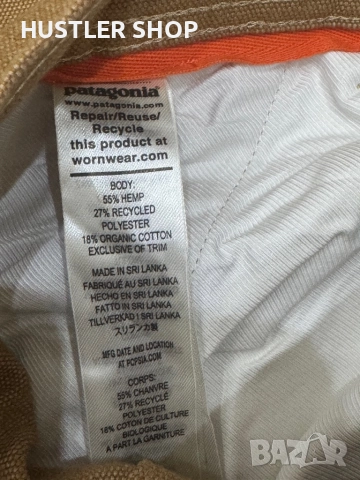 HUSTLER SHOP
patagonia®
www.patagonia.com
Repair/Reuse/
Recycle
this product at
wornwear.com
BODY:
55% HEMP
27% RECYCLED
POLYESTER
18% ORGANIC COTTON
EXCLUSIVE OF TRIM
MADE IN SRI LANKA
FABRIQUÉ AU SRI LANKA
HECHO EN SRI LANKA
FATTO IN SRI LANKA
TILLVERKAD I SRI LANKA
スリランカ製
MFG DATE AND LOCATION
AT PCPSIA.COM
CORPS:
55% CHANVRE
27% RECYCLÉ
POLYESTER
18% COTON DE CULTURE
BIOLOGIQUE
A PART LA GARNITURE
BAZAR
bg